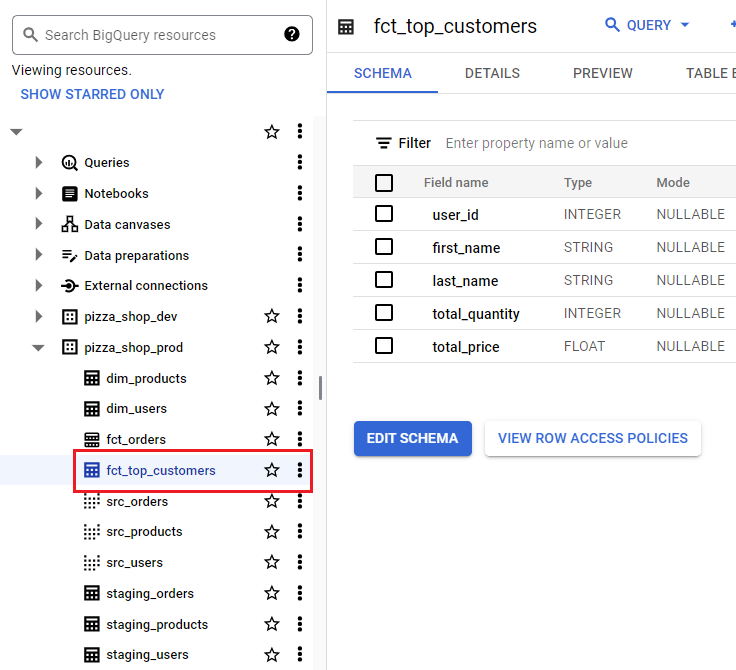 Search BigQuery resources
Viewing resources.
SHOW STARRED ONLY
Queries
Notebooks
Data canvases
Data preparations
External connections
pizza_shop_dev
pizza_shop_prod
dim_products
dim_users
fct_orders
fct_top_customers
src_orders
src_products
src_users
staging_orders
staging_products
staging_users
fct_top_customers QUERY
SCHEMA DETAILS PREVIEW TABLE E
Filter Enter property name or value
Field name Type Mode
user_id INTEGER NULLABLE
first_name STRING NULLABLE
last_name STRING NULLABLE
total_quantity INTEGER NULLABLE
total_price FLOAT NULLABLE
EDIT SCHEMA VIEW ROW ACCESS POLICIES